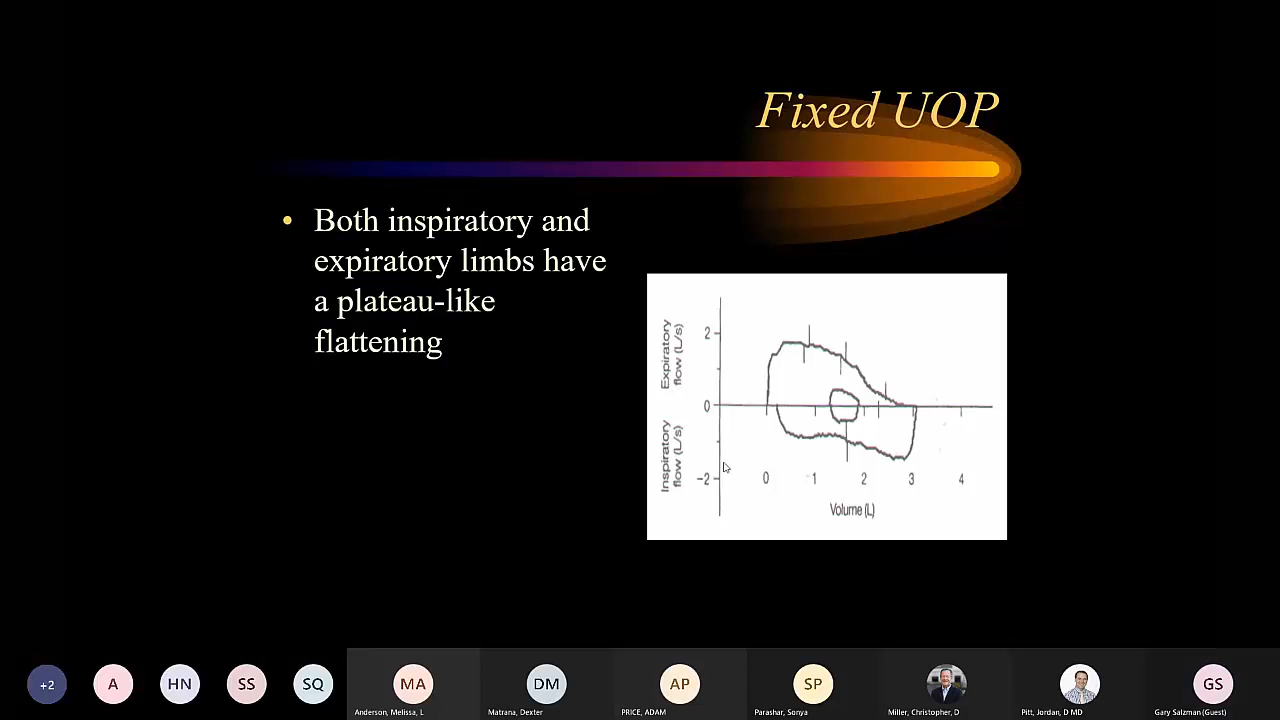 Fixed UOP
• Both inspiratory and
expiratory limbs have
a plateau-like
flattening
Expiratory
flow (L/s)
Inspiratory
flow (L/s)
2
0
−2
0 1 2 3 4
Volume (L)
+2 A HN SS SQ MA DM AP SP GS
Anderson, Melissa, L Matrana, Dexter PRICE, ADAM Parashar, Sonya Miller, Christopher, D Pitt, Jordan, D MD Gary Salzman (Guest)